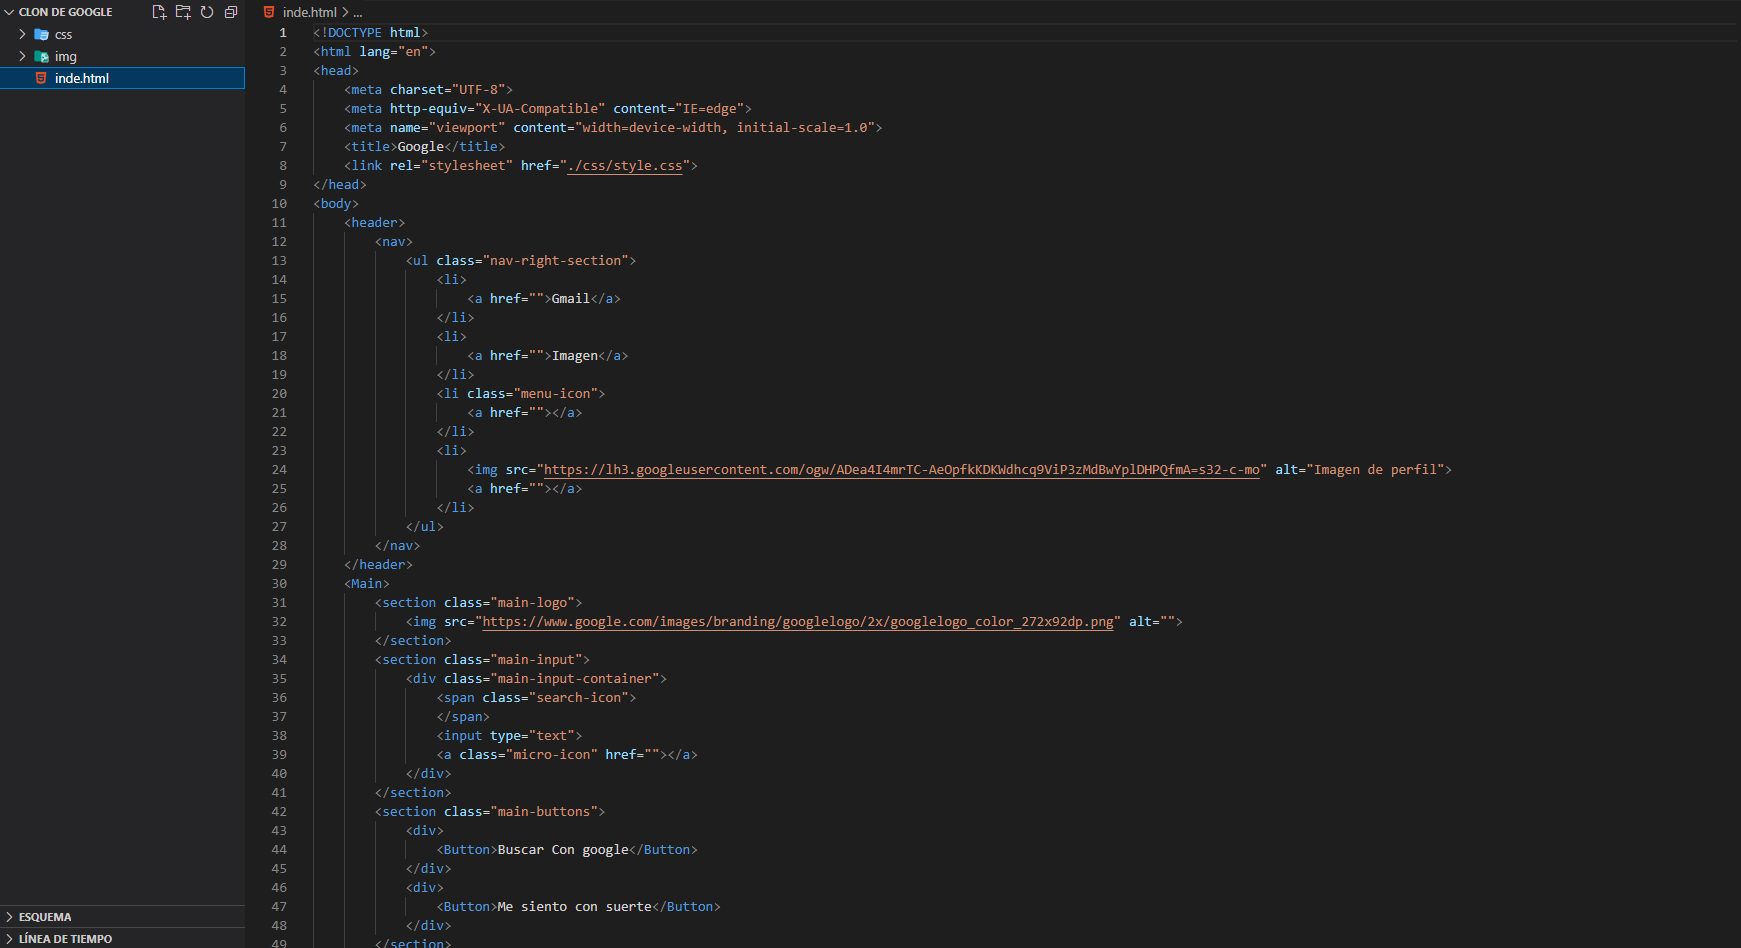 CLON DE GOOGLE
css
img
inde.html
ESQUEMA
LÍNEA DE TIEMPO
inde.html > ...
1 <!DOCTYPE html>
2 <html lang="en">
3 <head>
4 <meta charset="UTF-8">
5 <meta http-equiv="X-UA-Compatible" content="IE=edge">
6 <meta name="viewport" content="width=device-width, initial-scale=1.0">
7 <title>Google</title>
8 <link rel="stylesheet" href="./css/style.css">
9 </head>
10 <body>
11 <header>
12 <nav>
13 <ul class="nav-right-section">
14 <li>
15 <a href="">Gmail</a>
16 </li>
17 <li>
18 <a href="">Imagen</a>
19 </li>
20 <li class="menu-icon">
21 <a href=""></a>
22 </li>
23 <li>
24 <img src="https://lh3.googleusercontent.com/ogw/ADea4I4mrTC-AeOpfkKDKWdhcq9ViP3zMdBwYplDHPQfmA=s32-c-mo" alt="Imagen de perfil">
25 <a href=""></a>
26 </li>
27 </ul>
28 </nav>
29 </header>
30 <Main>
31 <section class="main-logo">
32 <img src="https://www.google.com/images/branding/googlelogo/2x/googlelogo_color_272x92dp.png" alt="">
33 </section>
34 <section class="main-input">
35 <div class="main-input-container">
36 <span class="search-icon">
37 </span>
38 <input type="text">
39 <a class="micro-icon" href=""></a>
40 </div>
41 </section>
42 <section class="main-buttons">
43 <div>
44 <Button>Buscar Con google</Button>
45 </div>
46 <div>
47 <Button>Me siento con suerte</Button>
48 </div>
49 </section>